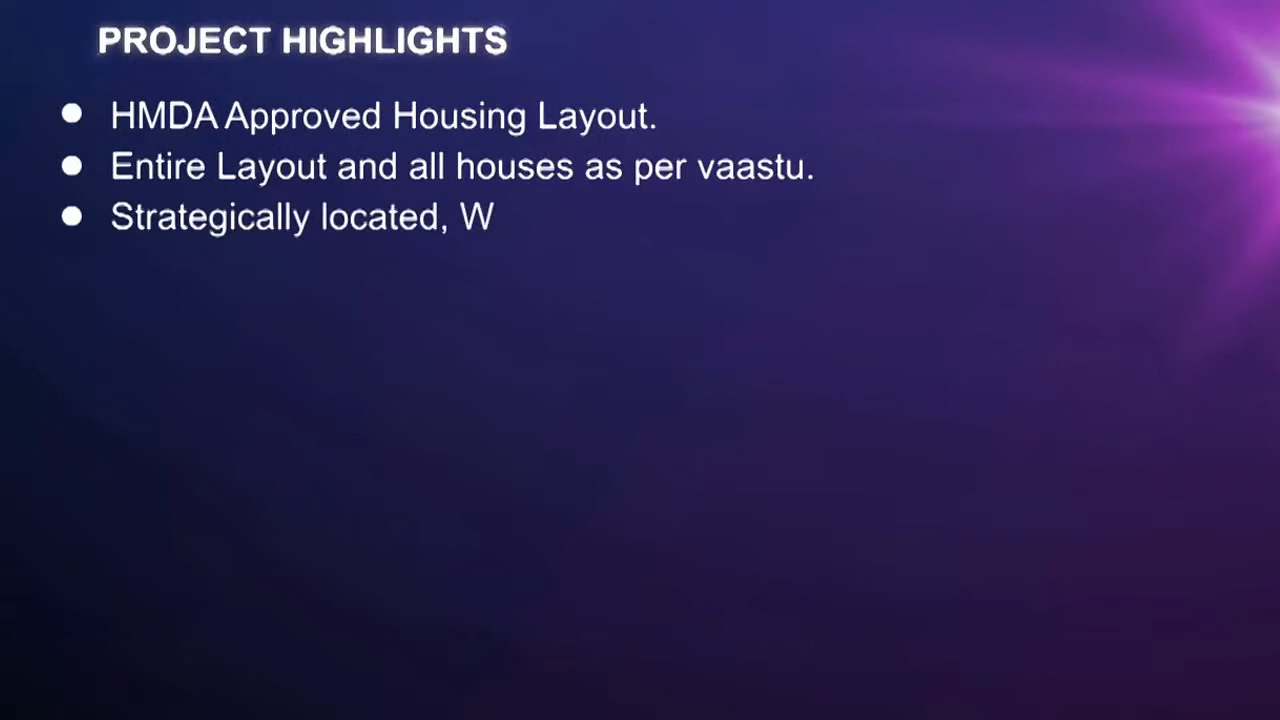 PROJECT HIGHLIGHTS
● HMDA Approved Housing Layout.
● Entire Layout and all houses as per vaastu.
● Strategically located, W